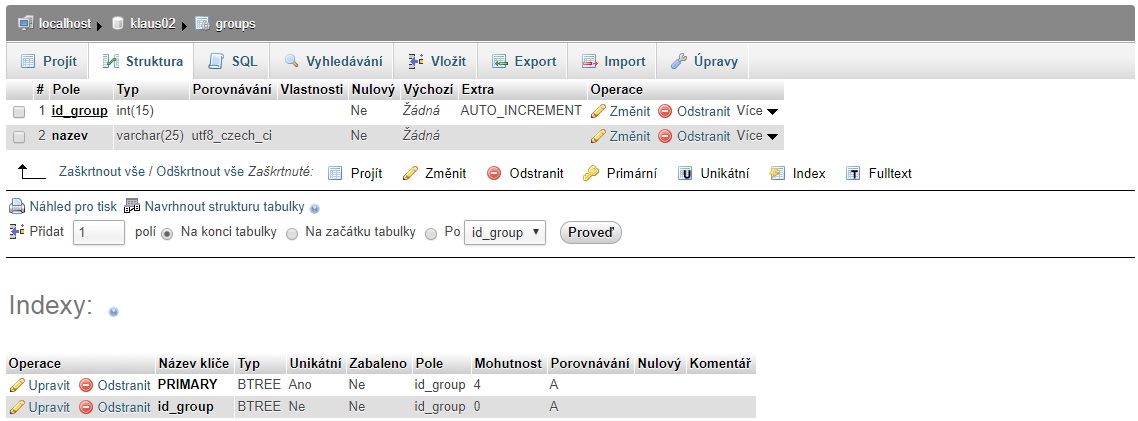 localhost klaus02 groups
Projít Struktura SQL Vyhledávání Vložit Export Import Úpravy
# Pole Typ Porovnávání Vlastnosti Nulový Výchozí Extra Operace
1 id_group int(15) Ne Žádná AUTO_INCREMENT Změnit Odstranit Více
2 nazev varchar(25) utf8_czech_ci Ne Žádná Změnit Odstranit Více
Zaškrtnout vše / Odškrtnout vše Zaškrtnuté: Projít Změnit Odstranit Primární Unikátní Index Fulltext
Náhled pro tisk Navrhnout strukturu tabulky
Přidat 1 polí Na konci tabulky Na začátku tabulky Po id_group Proveď
Indexy:
Operace Název klíče Typ Unikátní Zabaleno Pole Mohutnost Porovnávání Nulový Komentář
Upravit Odstranit PRIMARY BTREE Ano Ne id_group 4 A
Upravit Odstranit id_group BTREE Ne Ne id_group 0 A